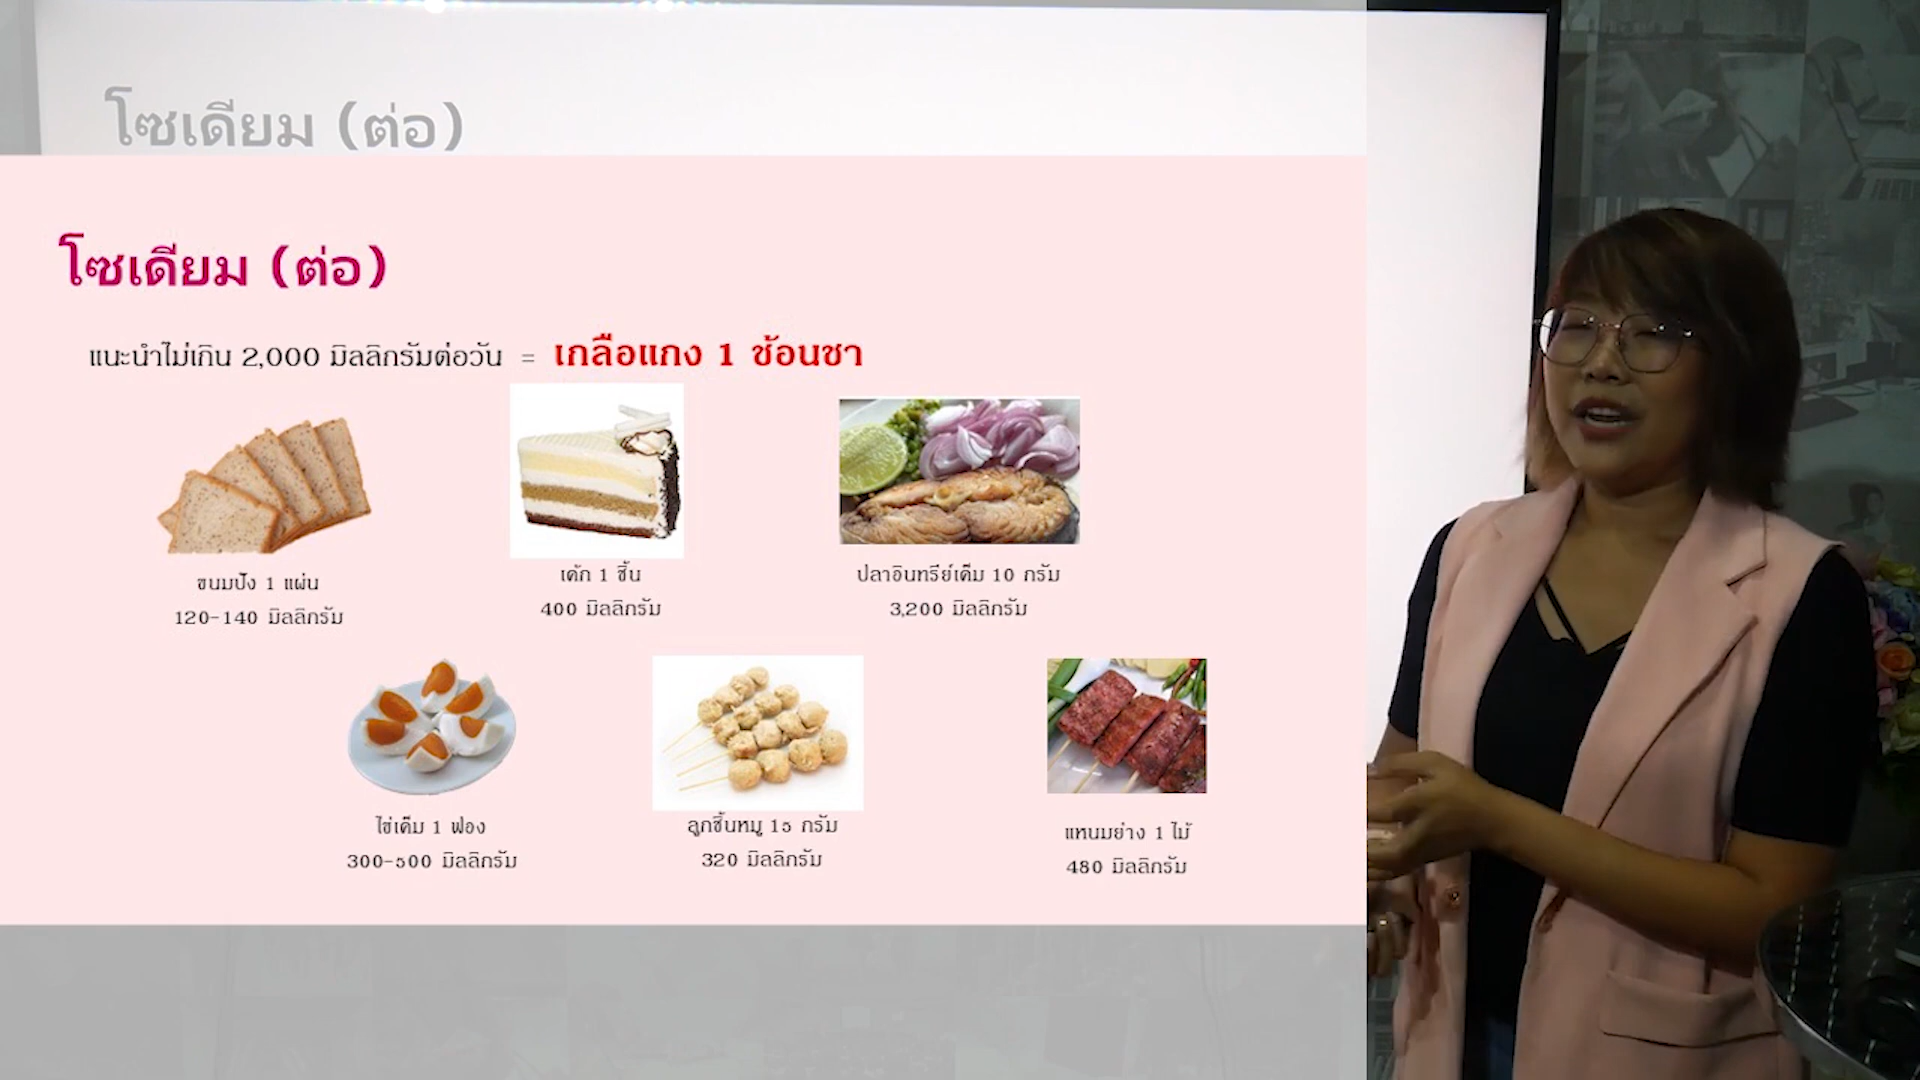 โซเดียม (ต่อ)
โซเดียม (ต่อ)
แนะนำไม่เกิน 2,000 มิลลิกรัมต่อวัน = เกลือแกง 1 ช้อนชา
ขนมปัง 1 แผ่น
120-140 มิลลิกรัม
เค้ก 1 ชิ้น
400 มิลลิกรัม
ปลาอินทรีย์เค็ม 10 กรัม
3,200 มิลลิกรัม
ไข่เค็ม 1 ฟอง
300-500 มิลลิกรัม
ลูกชิ้นหมู 15 กรัม
320 มิลลิกรัม
แหนมย่าง 1 ไม้
480 มิลลิกรัม